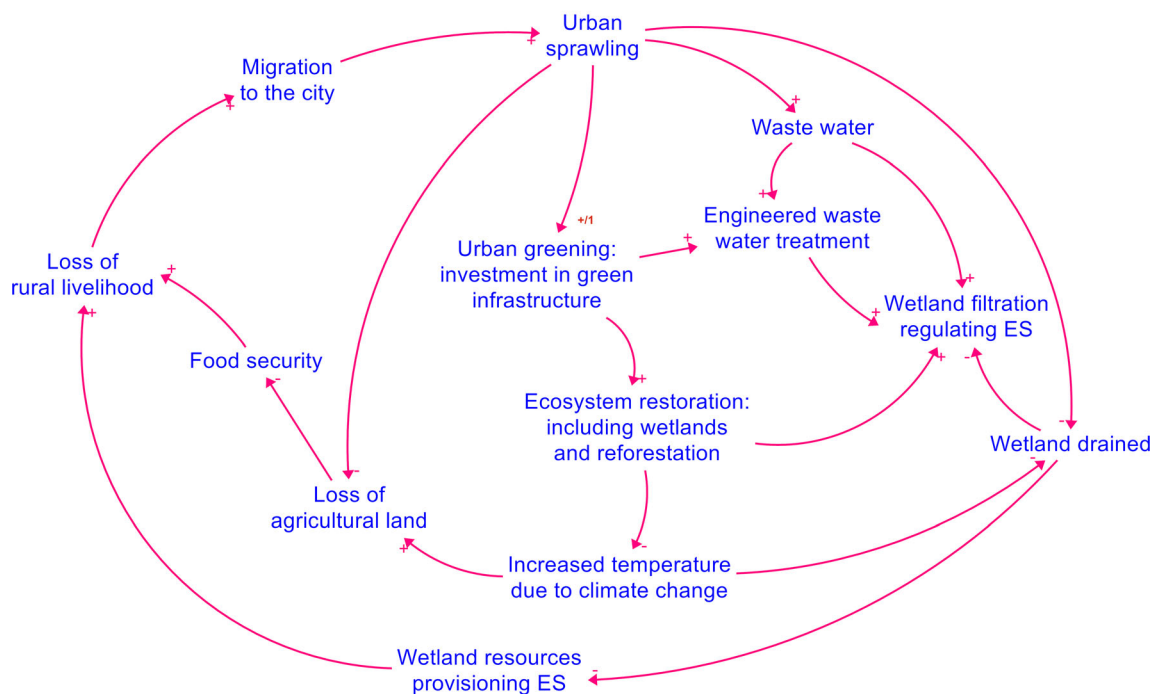 Urban
sprawling
+
Migration
to the city
+
+
Waste water
+
Engineered waste
water treatment
+/1
+
Urban greening:
investment in green
infrastructure
Loss of
rural livelihood
+
+
+
+
Wetland filtration
regulating ES
+
-
Food security
-
+
Ecosystem restoration:
including wetlands
and reforestation
-
Wetland drained
-
-
Loss of
agricultural land
+
-
Increased temperature
due to climate change
Wetland resources
provisioning ES
-